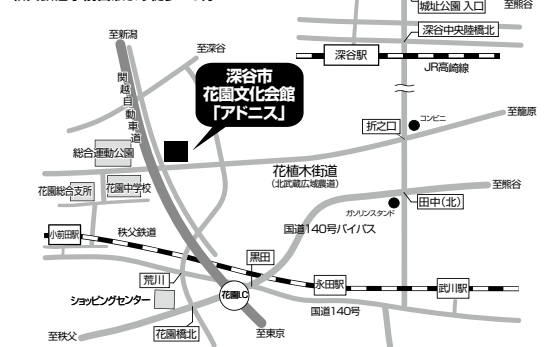 城址公園 入口
至熊谷
深谷中央陸橋北
至新潟
至深谷
深谷駅
JR高崎線
関越自動車道
深谷市
花園文化会館
「アドニス」
コンビニ
折之口
至籠原
総合運動公園
花植木街道
(北武蔵広域農道)
至熊谷
花園総合支所
花園中学校
田中(北)
ガソリンスタンド
国道140号バイパス
小前田駅
秩父鉄道
黒田
荒川
永田駅
武川駅
ショッピングセンター
花園I.C
国道140号
至秩父
花園橋北
至東京